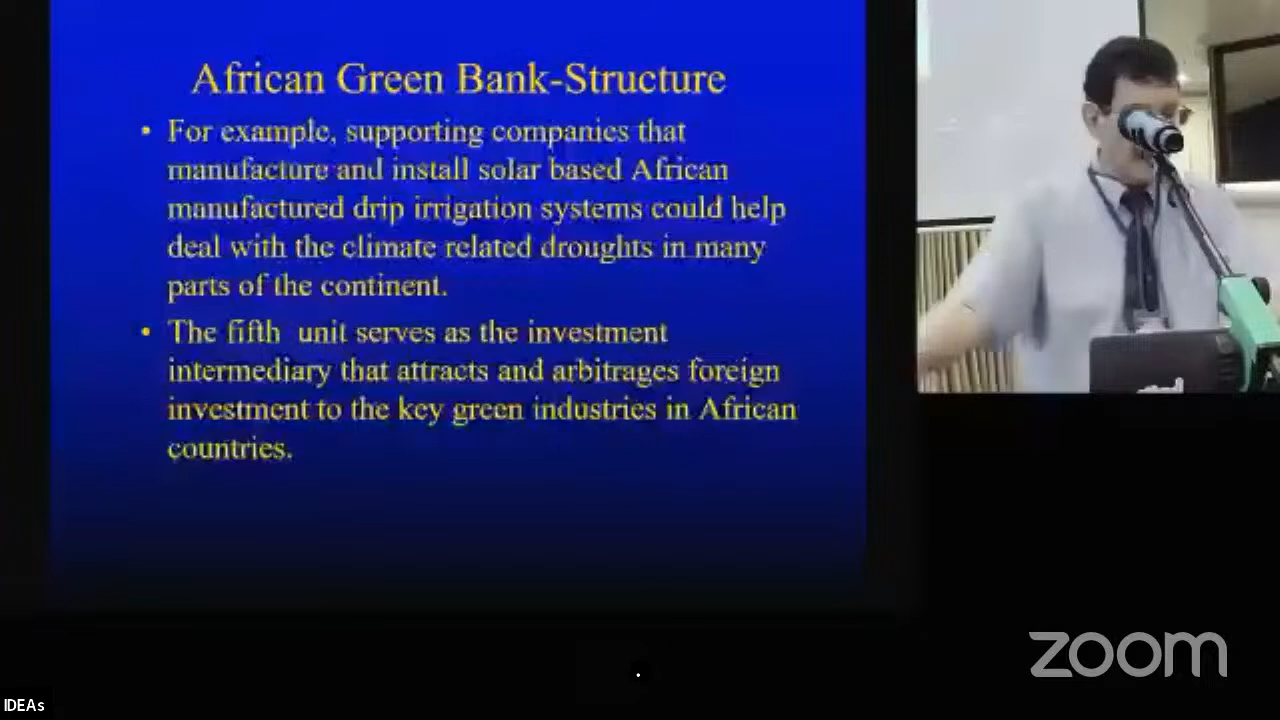 African Green Bank-Structure
• For example, supporting companies that
manufacture and install solar based African
manufactured drip irrigation systems could help
deal with the climate related droughts in many
parts of the continent.
• The fifth unit serves as the investment
intermediary that attracts and arbitrages foreign
investment to the key green industries in African
countries.
zoom
IDEAs